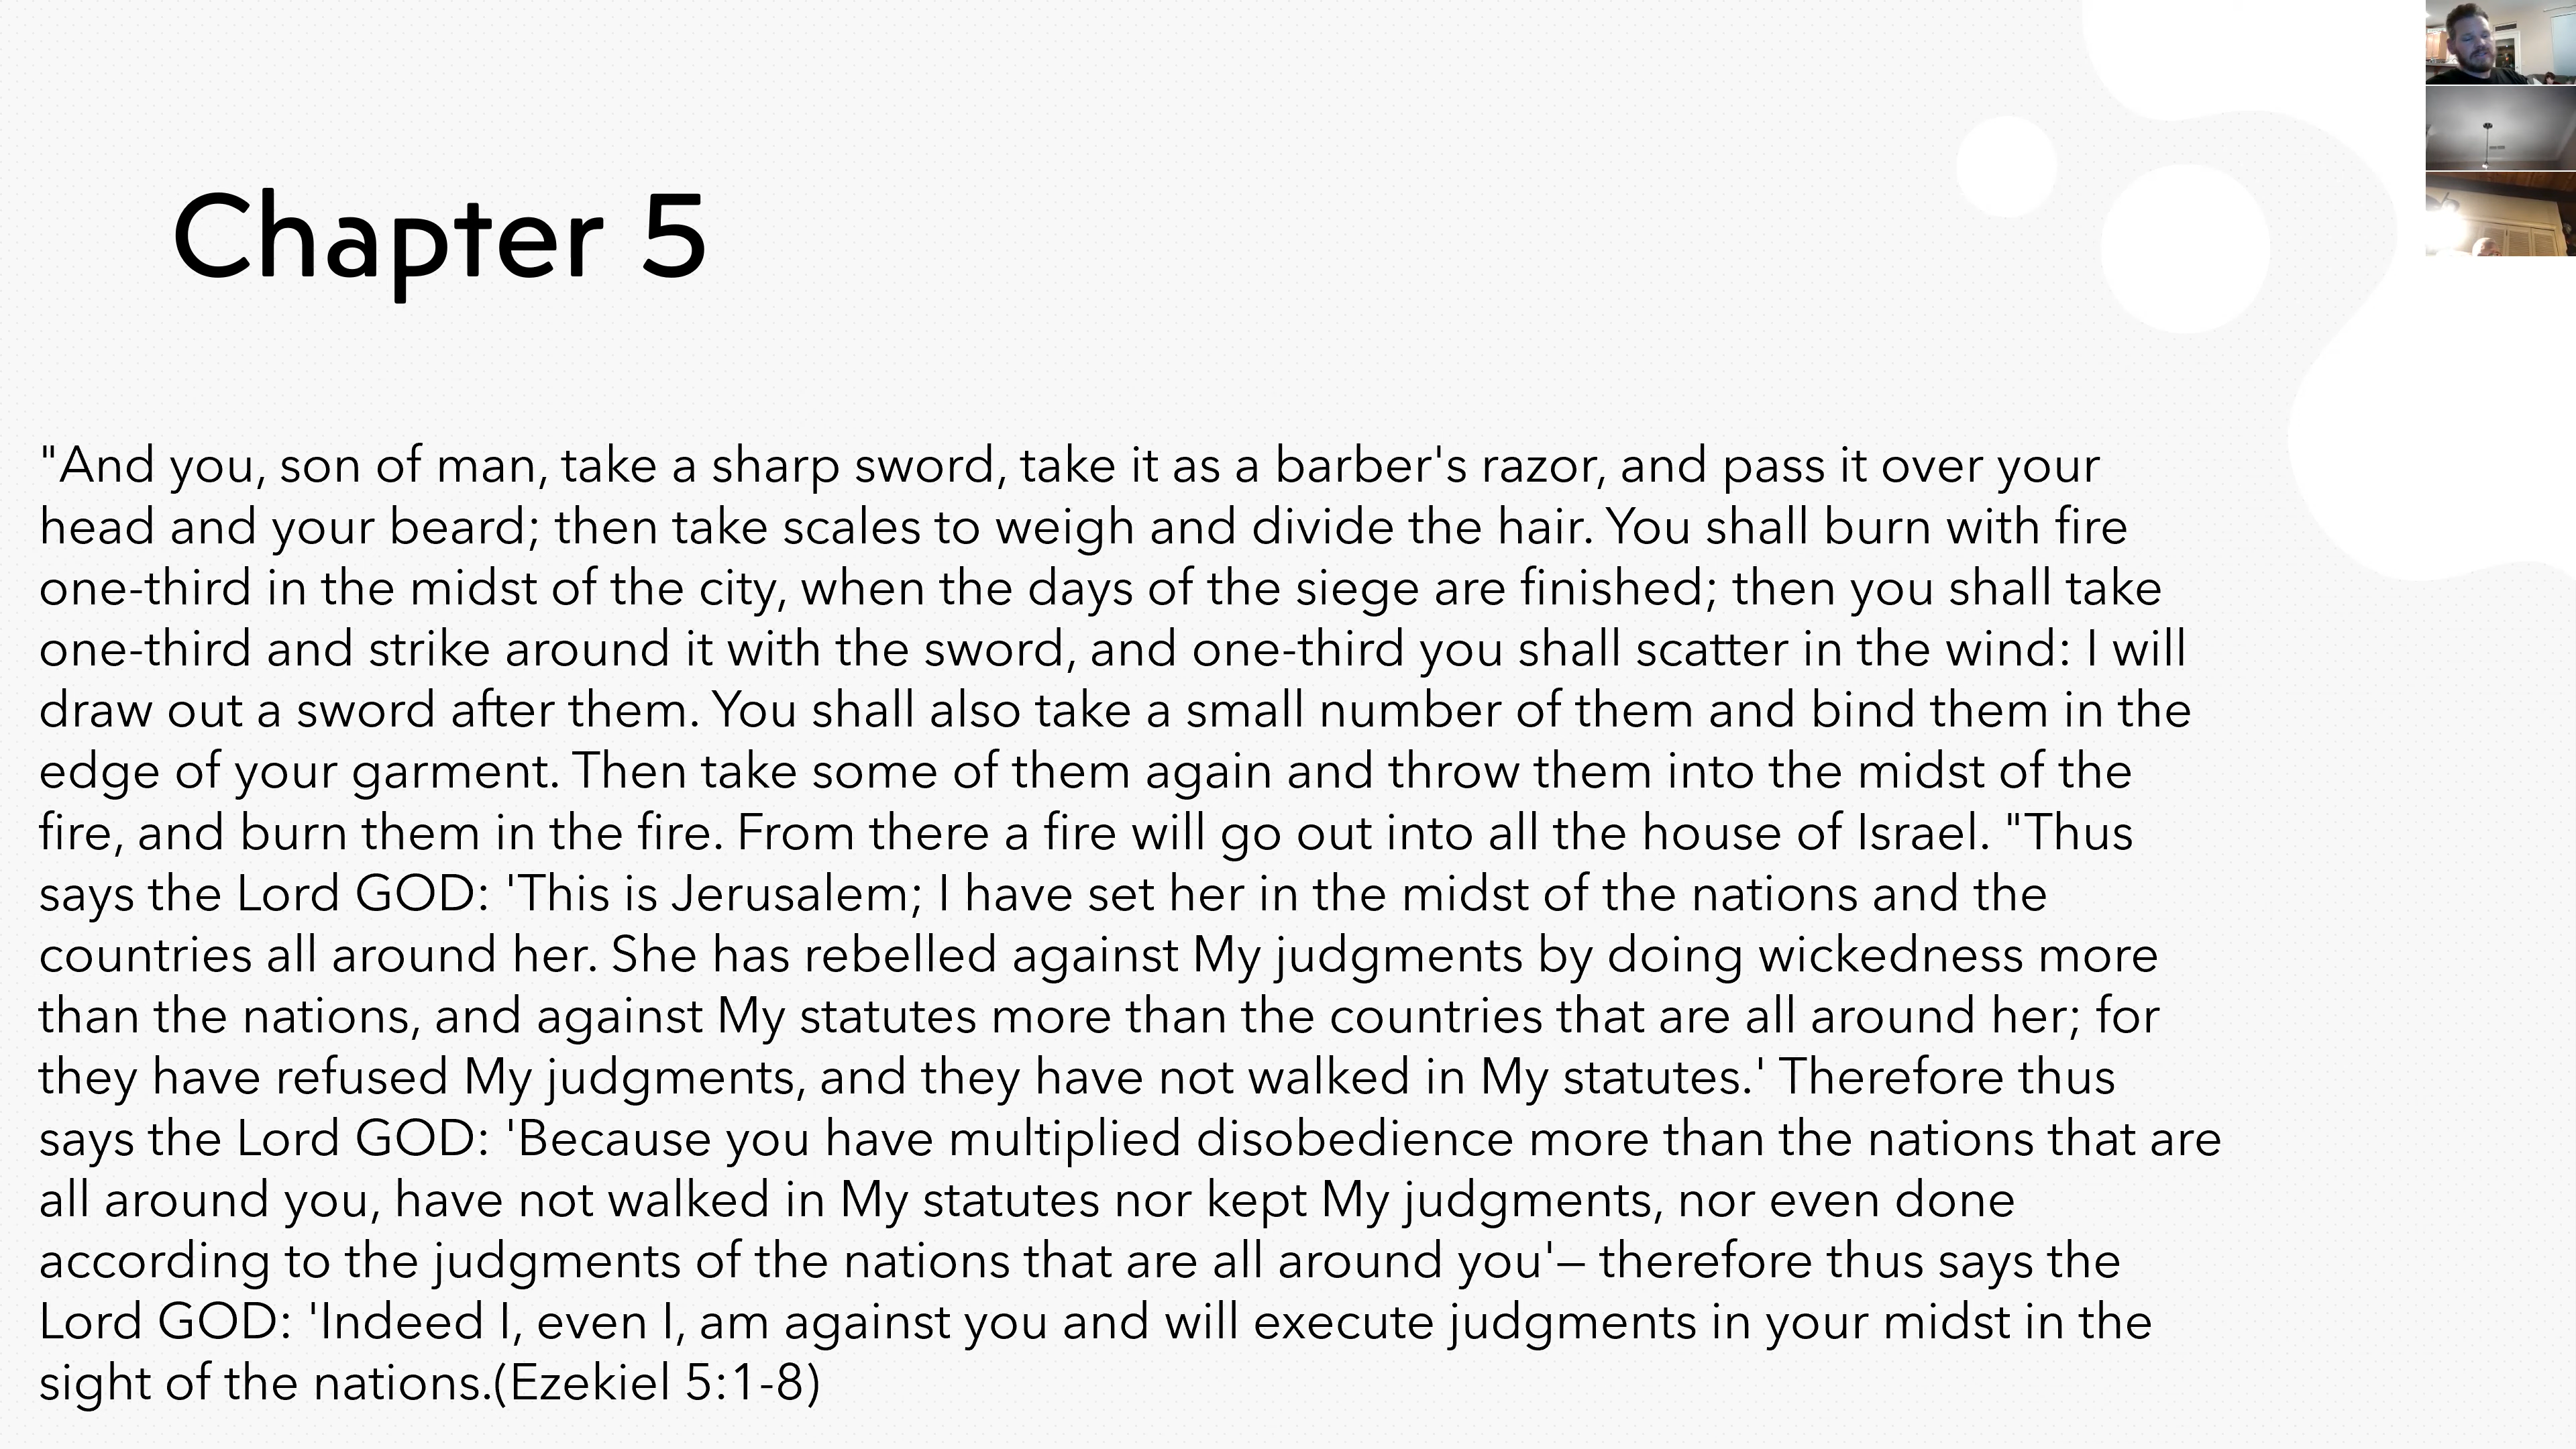 Chapter 5
"And you, son of man, take a sharp sword, take it as a barber's razor, and pass it over your
head and your beard; then take scales to weigh and divide the hair. You shall burn with fire
one-third in the midst of the city, when the days of the siege are finished; then you shall take
one-third and strike around it with the sword, and one-third you shall scatter in the wind: I will
draw out a sword after them. You shall also take a small number of them and bind them in the
edge of your garment. Then take some of them again and throw them into the midst of the
fire, and burn them in the fire. From there a fire will go out into all the house of Israel. "Thus
says the Lord GOD: 'This is Jerusalem; I have set her in the midst of the nations and the
countries all around her. She has rebelled against My judgments by doing wickedness more
than the nations, and against My statutes more than the countries that are all around her; for
they have refused My judgments, and they have not walked in My statutes.' Therefore thus
says the Lord GOD: 'Because you have multiplied disobedience more than the nations that are
all around you, have not walked in My statutes nor kept My judgments, nor even done
according to the judgments of the nations that are all around you'– therefore thus says the
Lord GOD: 'Indeed I, even I, am against you and will execute judgments in your midst in the
sight of the nations.(Ezekiel 5:1-8)